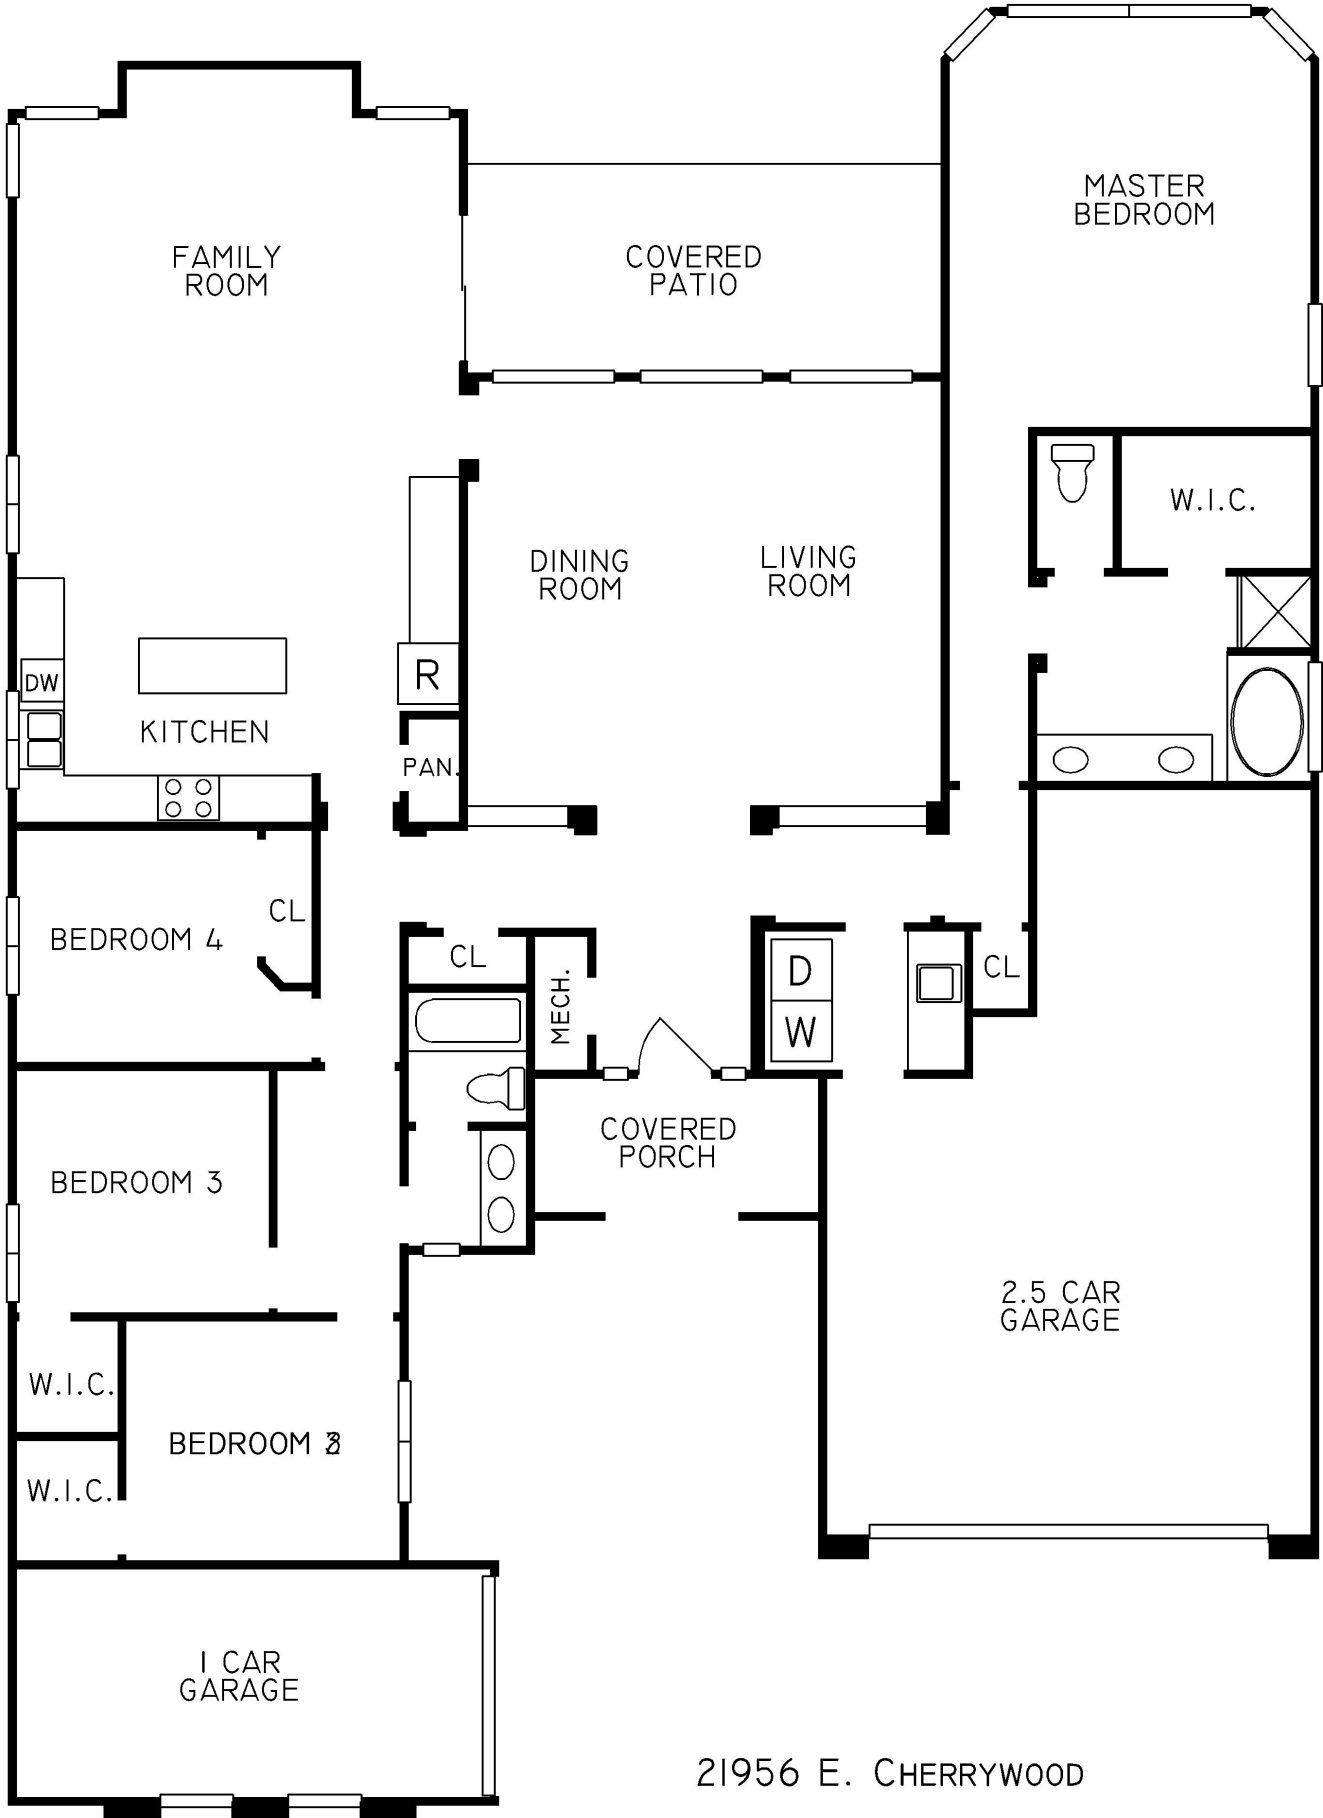 MASTER
BEDROOM
FAMILY
ROOM
COVERED
PATIO
W.I.C.
DINING
ROOM
LIVING
ROOM
R
DW
KITCHEN
PAN.
CL
BEDROOM 4
CL
MECH.
D
W
CL
COVERED
PORCH
BEDROOM 3
2.5 CAR
GARAGE
W.I.C.
BEDROOM
W.I.C.
1 CAR
GARAGE
21956 E. CHERRYWOOD